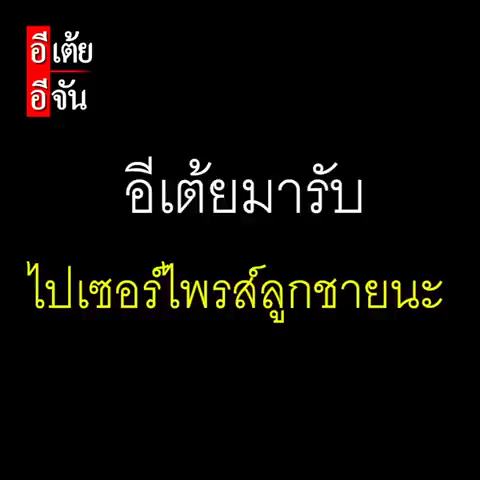 อีเต้ย
อีจัน
อีเต้ยมารับ
ไปเซอร์ไพรส์ลูกชายนะ